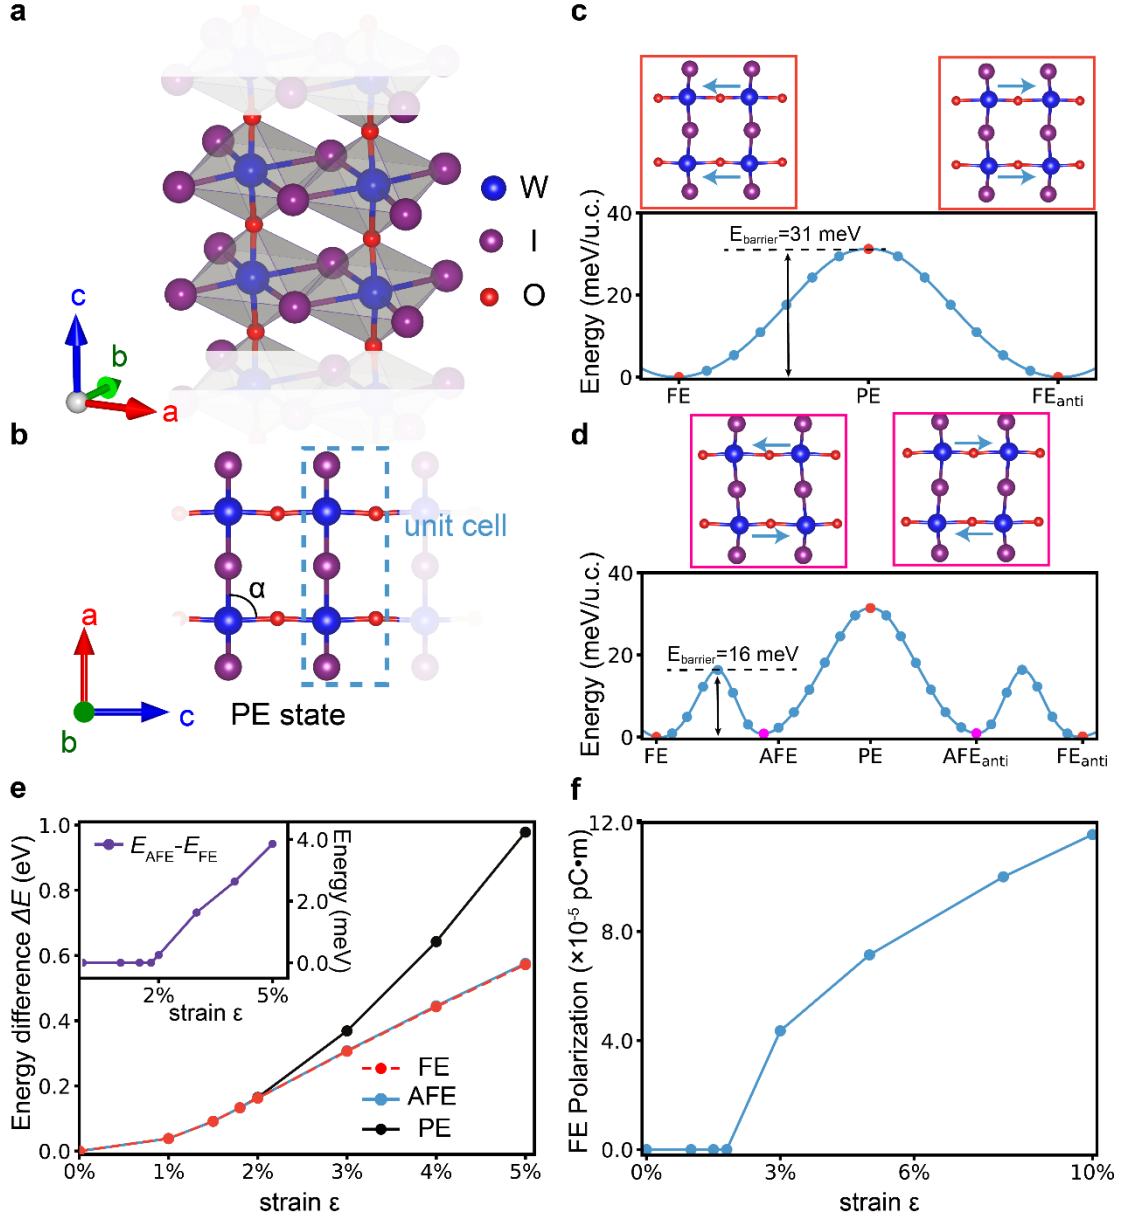 a
W
I
O
c
b
a
b
unit cell
α
a
c
b
PE state
c
E_barrier=31 meV
Energy (meV/u.c.)
40
20
0
FE
PE
FE_anti
d
E_barrier=16 meV
Energy (meV/u.c.)
40
20
0
FE
AFE
PE
AFE_anti
FE_anti
e
Energy difference ΔE (eV)
1.0
0.8
0.6
0.4
0.2
0.0
E_AFE-E_FE
Energy (meV)
4.0
2.0
0.0
2%
5%
strain ε
FE
AFE
PE
0%
1%
2%
3%
4%
5%
strain ε
f
FE Polarization (×10⁻⁵ pC•m)
12.0
8.0
4.0
0.0
0%
3%
6%
10%
strain ε